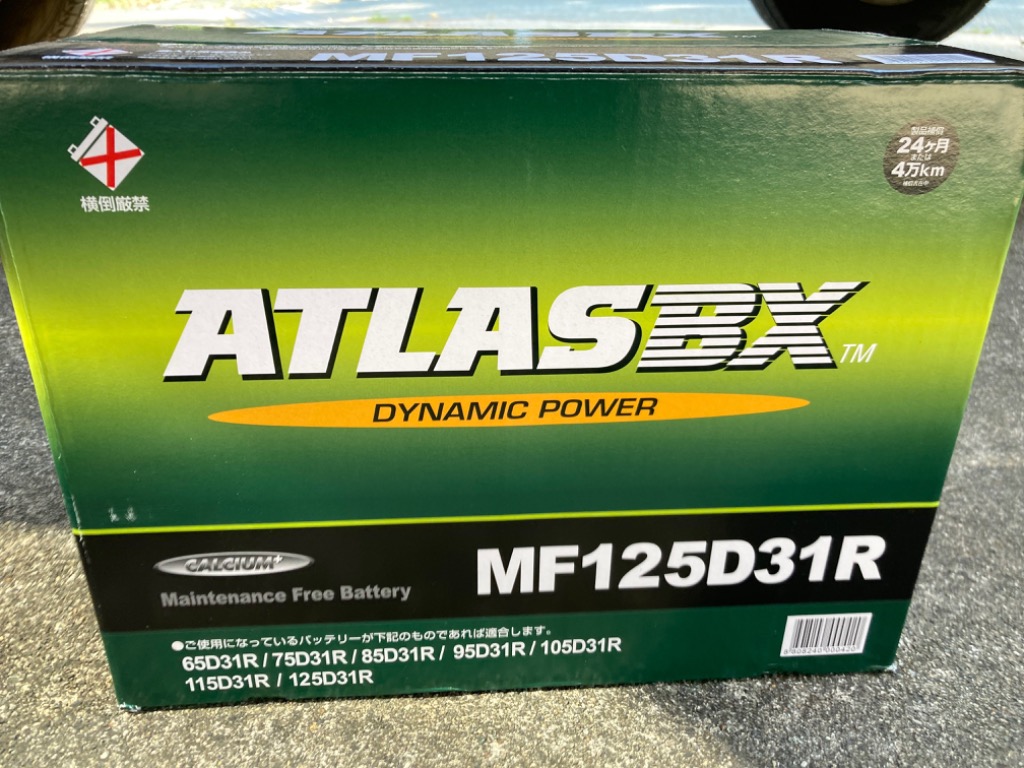 MF125D31R
横倒厳禁
製品補償
24ヶ月
または
4万km
ATLASBX TM
DYNAMIC POWER
CALCIUM+
MF125D31R
Maintenance Free Battery
●ご使用になっているバッテリーが下記のものであれば適合します。
65D31R / 75D31R / 85D31R / 95D31R / 105D31R
115D31R / 125D31R
8 808240 000420